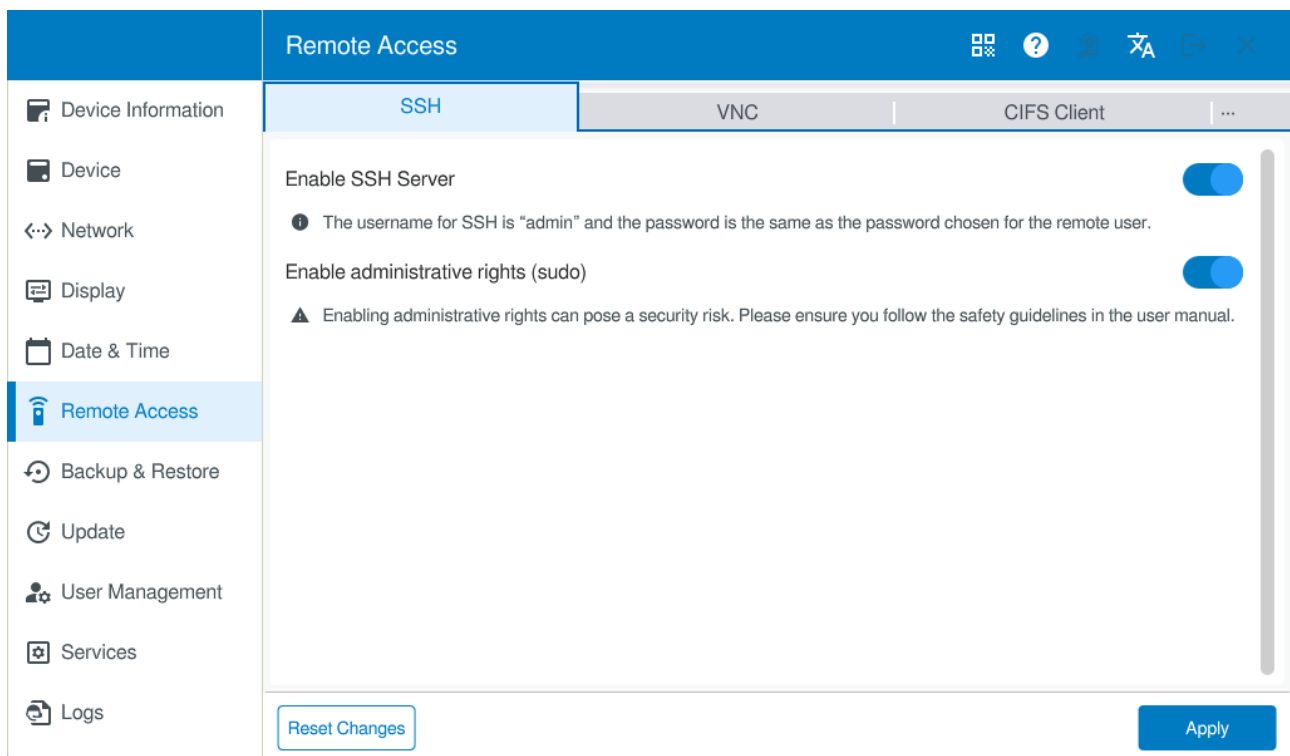 Remote Access
Device Information
Device
Network
Display
Date & Time
Remote Access
Backup & Restore
Update
User Management
Services
Logs
SSH
VNC
CIFS Client
...
Enable SSH Server
The username for SSH is “admin” and the password is the same as the password chosen for the remote user.
Enable administrative rights (sudo)
Enabling administrative rights can pose a security risk. Please ensure you follow the safety guidelines in the user manual.
Reset Changes
Apply